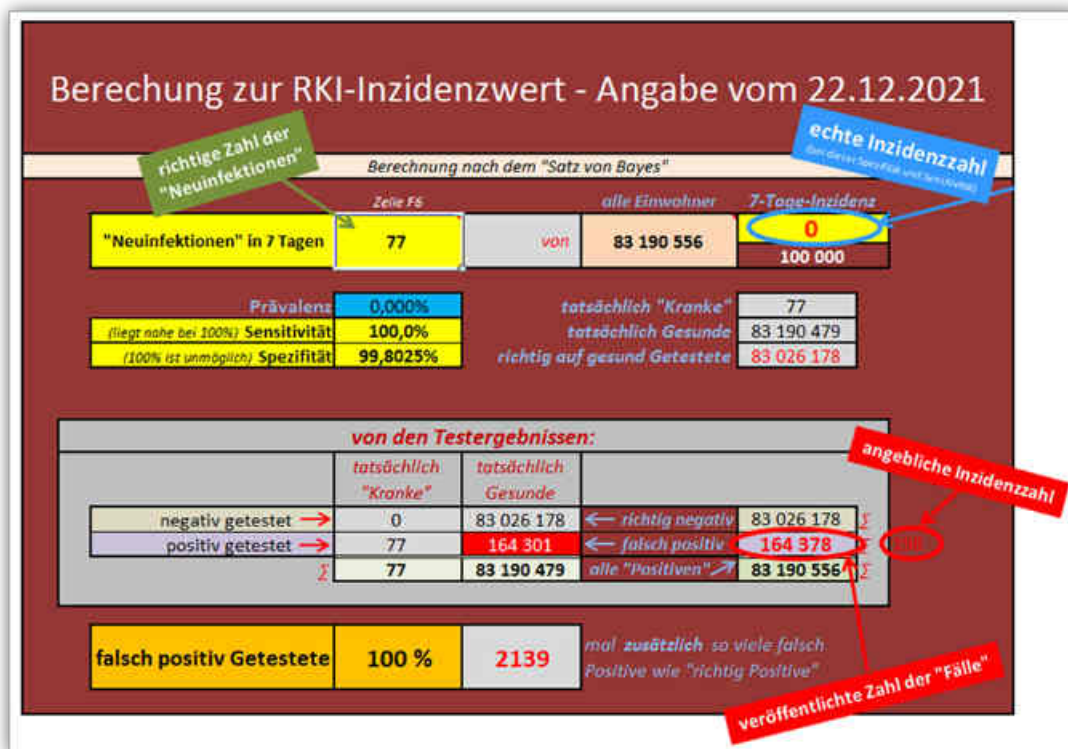 Berechung zur RKI-Inzidenzwert - Angabe vom 22.12.2021
richtige Zahl der
"Neuinfektionen"
echte Inzidenzzahl
Berechnung nach dem "Satz von Bayes"
Zelle F6
alle Einwohner
7-Tage-Inzidenz
"Neuinfektionen" in 7 Tagen 77 von 83 190 556 0
100 000
Prävalenz 0,000%
(liegt nahe bei 100%) Sensitivität 100,0%
(100% ist unmöglich) Spezifität 99,8025%
tatsächlich "Kranke" 77
tatsächlich Gesunde 83 190 479
richtig auf gesund Getestete 83 026 178
von den Testergebnissen:
angebliche Inzidenzzahl
tatsächlich
"Kranke"
tatsächlich
Gesunde
negativ getestet → 0 83 026 178 ← richtig negativ 83 026 178 Σ
positiv getestet → 77 164 301 ← falsch positiv 164 378 Σ
Σ 77 83 190 479 alle "Positiven" ↗ 83 190 556 Σ
falsch positiv Getestete 100 % 2139
mal zusätzlich so viele falsch
Positive wie "richtig Positive"
veröffentlichte Zahl der "Fälle"